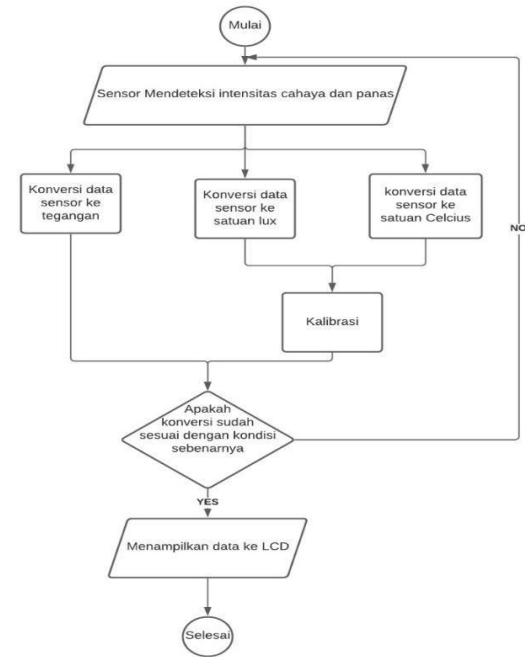 Mulai
Sensor Mendeteksi intensitas cahaya dan panas
Konversi data
sensor ke
tegangan
Konversi data
sensor ke
satuan lux
konversi data
sensor ke
satuan Celcius
NO
Kalibrasi
Apakah
konversi sudah
sesuai dengan kondisi
sebenarnya
YES
Menampilkan data ke LCD
Selesai